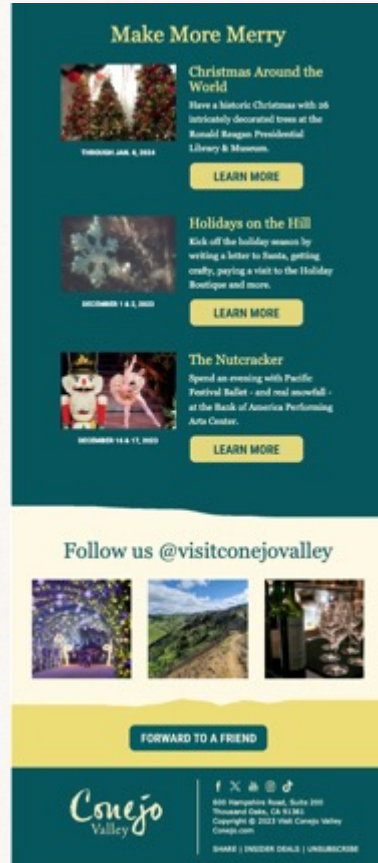 Make More Merry
Christmas Around the
World
Have a historic Christmas with 26
intricately decorated trees at the
Ronald Reagan Presidential
Library & Museum.
THROUGH JAN. 8, 2024
LEARN MORE
Holidays on the Hill
Kick off the holiday season by
writing a letter to Santa, getting
crafty, paying a visit to the Holiday
Boutique and more.
DECEMBER 1 & 2, 2023
LEARN MORE
The Nutcracker
Spend an evening with Pacific
Festival Ballet - and real snowfall -
at the Bank of America Performing
Arts Center.
DECEMBER 16 & 17, 2023
LEARN MORE
Follow us @visitconejovalley
FORWARD TO A FRIEND
Conejo
Valley
600 Hampshire Road, Suite 200
Thousand Oaks, CA 91361
Copyright © 2023 Visit Conejo Valley
Conejo.com
SHARE | INSIDER DEALS | UNSUBSCRIBE